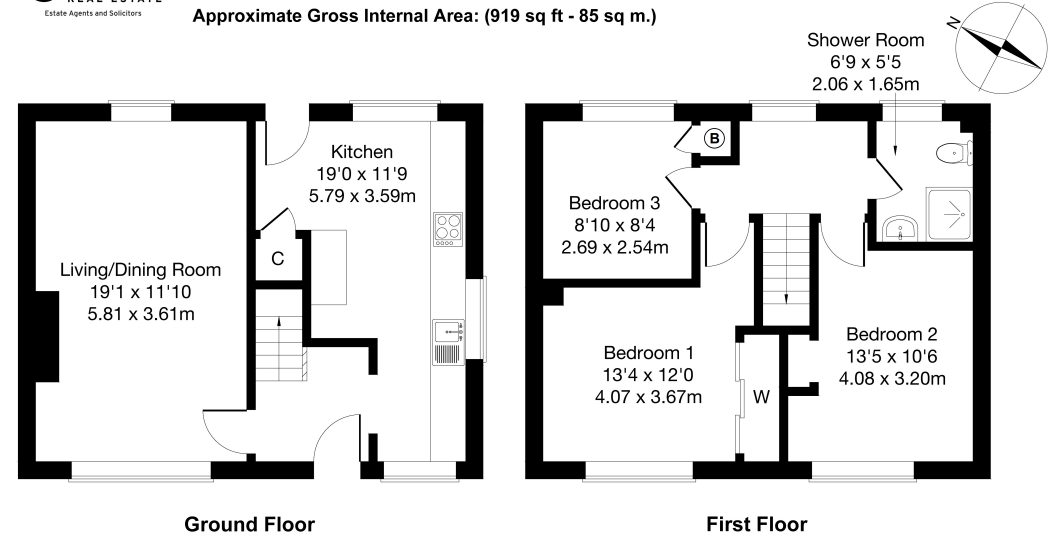 REAL ESTATE
Estate Agents and Solicitors
Approximate Gross Internal Area: (919 sq ft - 85 sq m.)
N
Shower Room
6'9 x 5'5
2.06 x 1.65m
Kitchen
19'0 x 11'9
5.79 x 3.59m
B
Bedroom 3
8'10 x 8'4
2.69 x 2.54m
C
Living/Dining Room
19'1 x 11'10
5.81 x 3.61m
Bedroom 1
13'4 x 12'0
4.07 x 3.67m
W
Bedroom 2
13'5 x 10'6
4.08 x 3.20m
Ground Floor
First Floor